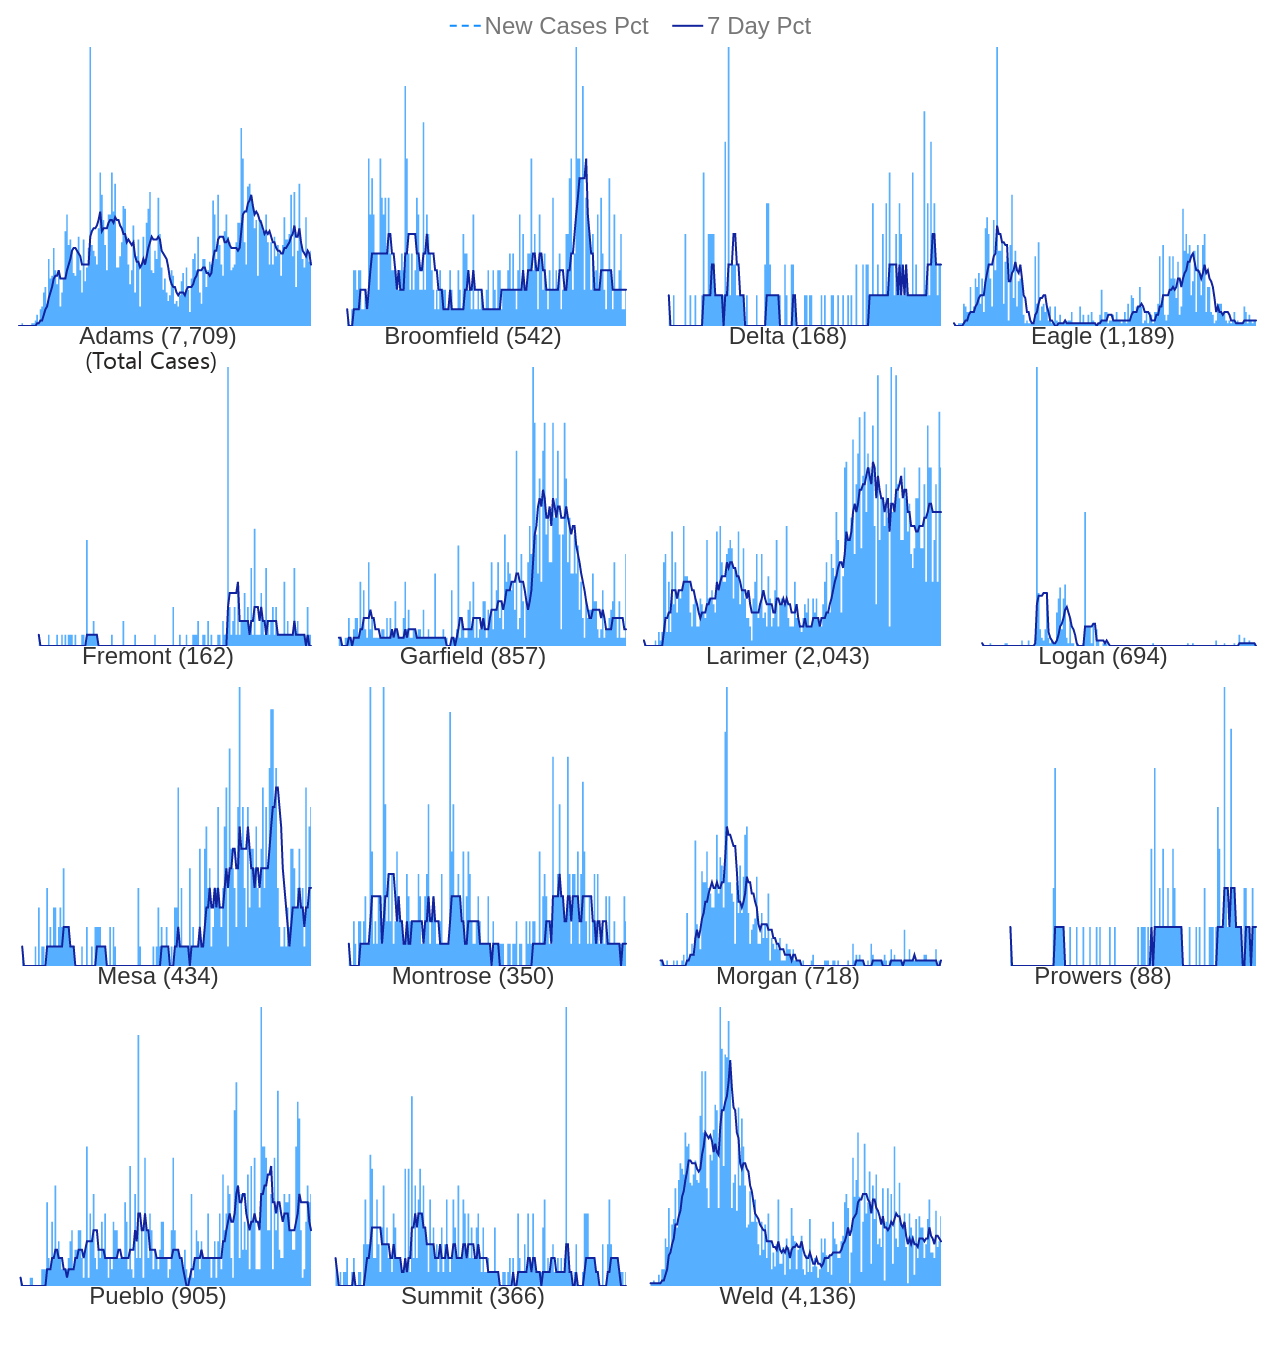 New Cases Pct 7 Day Pct
Adams (7,709) Broomfield (542) Delta (168) Eagle (1,189)
(Total Cases)
Fremont (162) Garfield (857) Larimer (2,043) Logan (694)
Mesa (434) Montrose (350) Morgan (718) Prowers (88)
Pueblo (905) Summit (366) Weld (4,136)